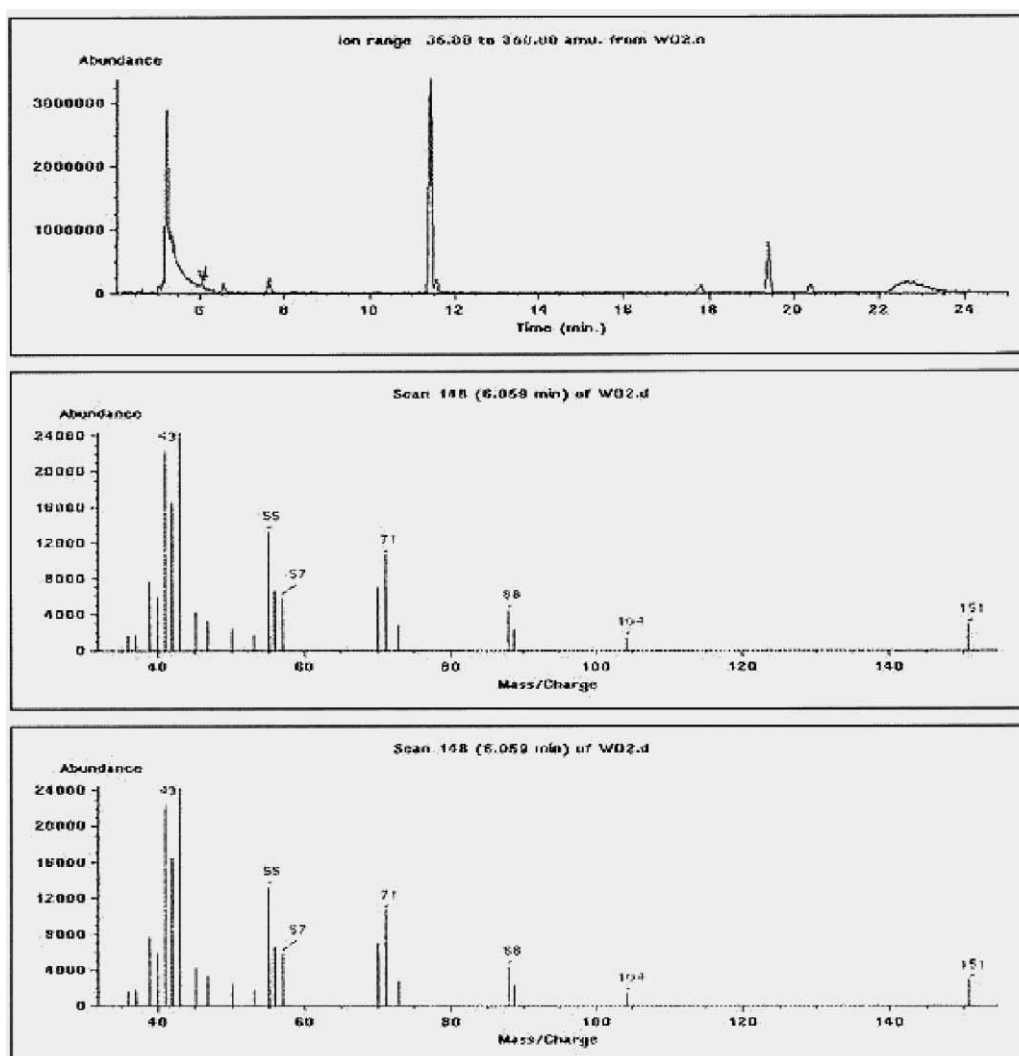 Ion range 35.00 to 360.00 amu. from W02.d
Abundance
3000000
2000000
1000000
0
6 8 10 12 14 16 18 20 22 24
Time (min.)
Scan 148 (6.059 min) of W02.d
Abundance
24000
20000
16000
12000
8000
4000
0
43
55
57
71
88
104
151
40 60 80 100 120 140
Mass/Charge
Scan 148 (6.059 min) of W02.d
Abundance
24000
20000
16000
12000
8000
4000
0
43
55
57
71
88
104
151
40 60 80 100 120 140
Mass/Charge